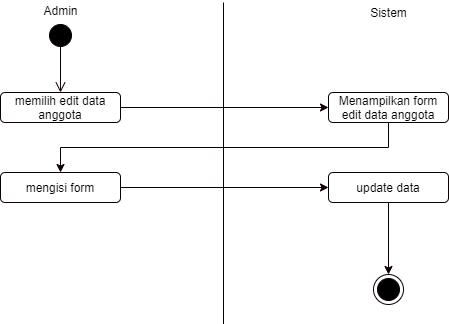 Admin
Sistem
memilih edit data
anggota
Menampilkan form
edit data anggota
mengisi form
update data